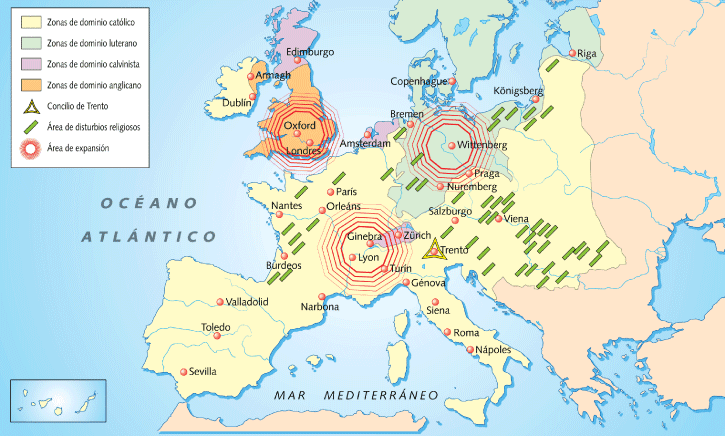 Zonas de dominio católico
Zonas de dominio luterano
Zonas de dominio calvinista
Zonas de dominio anglicano
Concilio de Trento
Área de distribios religiosos
Área de expansión
Edimburgo
Armagh
Dublín
Oxford
Londres
Riga
Copenhague
Königsberg
Bremen
Amsterdam
Wittenberg
Praga
Nuremberg
París
Nantes
Orleáns
Salzburgo
Viena
OCÉANO
ATLÁNTICO
Ginebra
Zürich
Trento
Lyon
Burdeos
Turín
Génova
Narbona
Valladolid
Siena
Toledo
Roma
Nápoles
Sevilla
MAR MEDITERRÁNEO